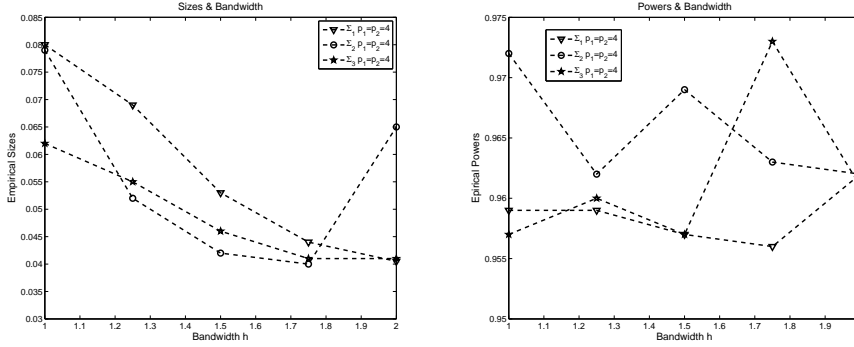 Sizes & Bandwidth
0.085
0.08
0.075
0.07
0.065
0.06
0.055
0.05
0.045
0.04
0.035
0.03
Empirical Sizes
Σ1 p1=p2=4
Σ2 p1=p2=4
Σ3 p1=p2=4
1 1.1 1.2 1.3 1.4 1.5 1.6 1.7 1.8 1.9 2
Bandwidth h
Powers & Bandwidth
0.975
0.97
0.965
0.96
0.955
0.95
Epirical Powers
Σ1 p1=p2=4
Σ2 p1=p2=4
Σ3 p1=p2=4
1 1.1 1.2 1.3 1.4 1.5 1.6 1.7 1.8 1.9
Bandwidth h